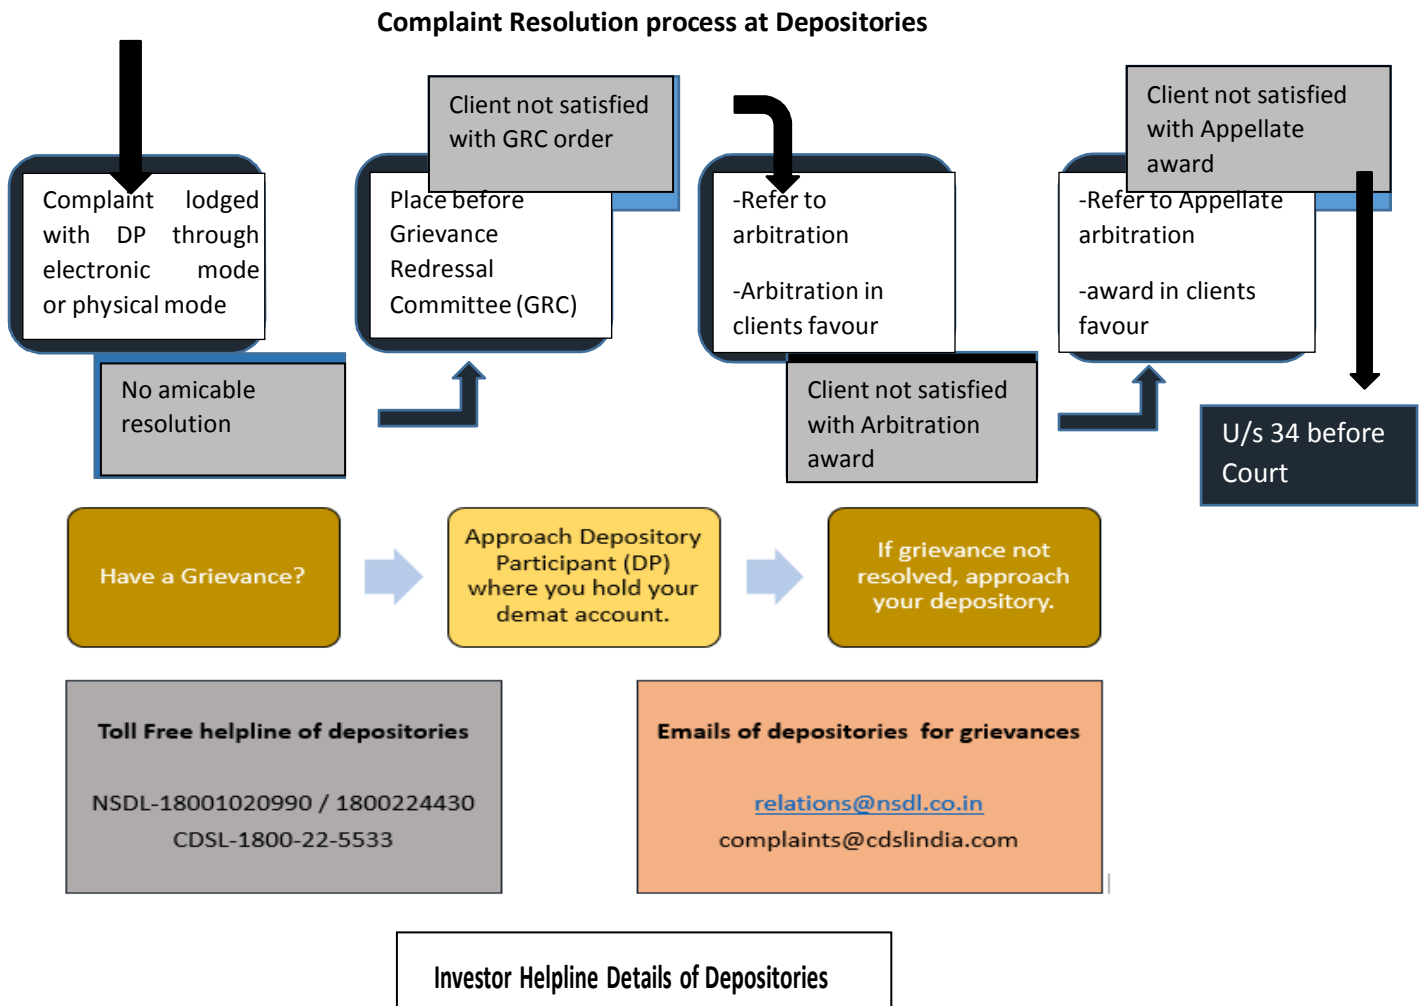 Complaint Resolution process at Depositories
Client not satisfied
with GRC order
Client not satisfied
with Appellate
award
Complaint lodged
with DP through
electronic mode
or physical mode
Place before
Grievance
Redressal
Committee (GRC)
-Refer to
arbitration
-Arbitration in
clients favour
-Refer to Appellate
arbitration
-award in clients
favour
No amicable
resolution
Client not satisfied
with Arbitration
award
U/s 34 before
Court
Have a Grievance?
Approach Depository
Participant (DP)
where you hold your
demat account.
If grievance not
resolved, approach
your depository.
Toll Free helpline of depositories
NSDL-18001020990 / 1800224430
CDSL-1800-22-5533
Emails of depositories for grievances
relations@nsdl.co.in
complaints@cdslindia.com
Investor Helpline Details of Depositories